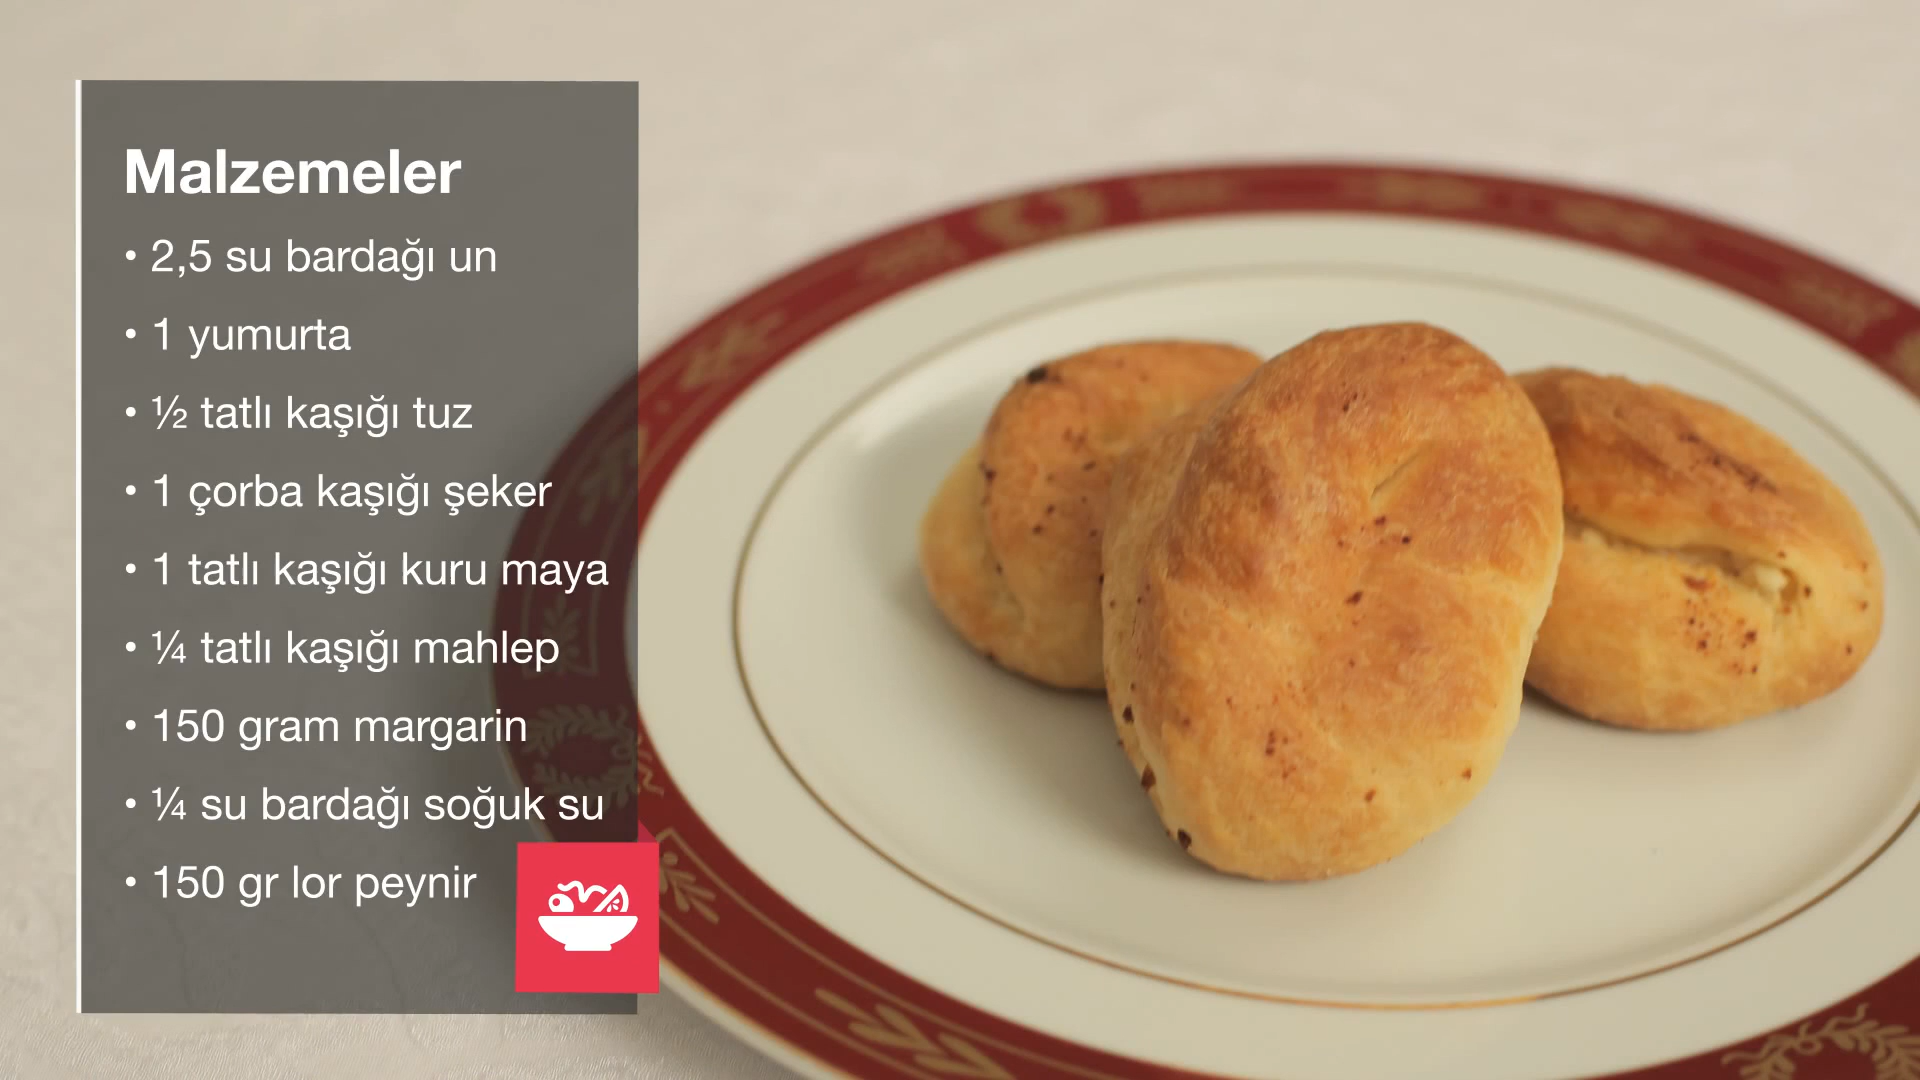 Malzemeler
• 2,5 su bardağı un
• 1 yumurta
• ½ tatlı kaşığı tuz
• 1 çorba kaşığı şeker
• 1 tatlı kaşığı kuru maya
• ¼ tatlı kaşığı mahlep
• 150 gram margarin
• ¼ su bardağı soğuk su
• 150 gr lor peynir